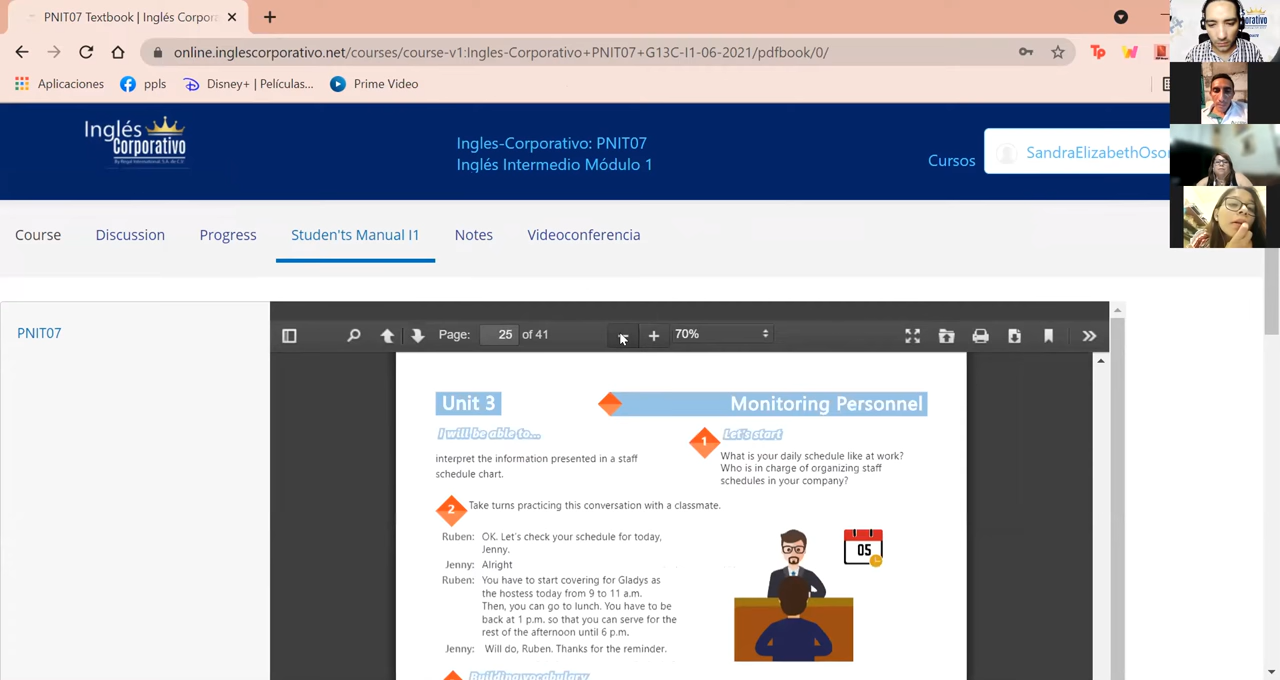 PNIT07 Textbook | Inglés Corpora
online.inglescorporativo.net/courses/course-v1:Ingles-Corporativo+PNIT07+G13C-I1-06-2021/pdfbook/0/
Aplicaciones ppls Disney+ | Películas... Prime Video
Inglés
Corporativo
Ingles-Corporativo: PNIT07
Inglés Intermedio Módulo 1
Cursos
SandraElizabethOsor
Course Discussion Progress Studen'ts Manual I1 Notes Videoconferencia
PNIT07
Page: 25 of 41 70%
Unit 3
Monitoring Personnel
I will be able to...
interpret the information presented in a staff
schedule chart.
1 Let's start
What is your daily schedule like at work?
Who is in charge of organizing staff
schedules in your company?
2 Take turns practicing this conversation with a classmate.
Ruben: OK. Let's check your schedule for today,
Jenny.
Jenny: Alright
Ruben: You have to start covering for Gladys as
the hostess today from 9 to 11 a.m.
Then, you can go to lunch. You have to be
back at 1 p.m. so that you can serve for the
rest of the afternoon until 6 p.m.
Jenny: Will do, Ruben. Thanks for the reminder.
05
Building vocabulary